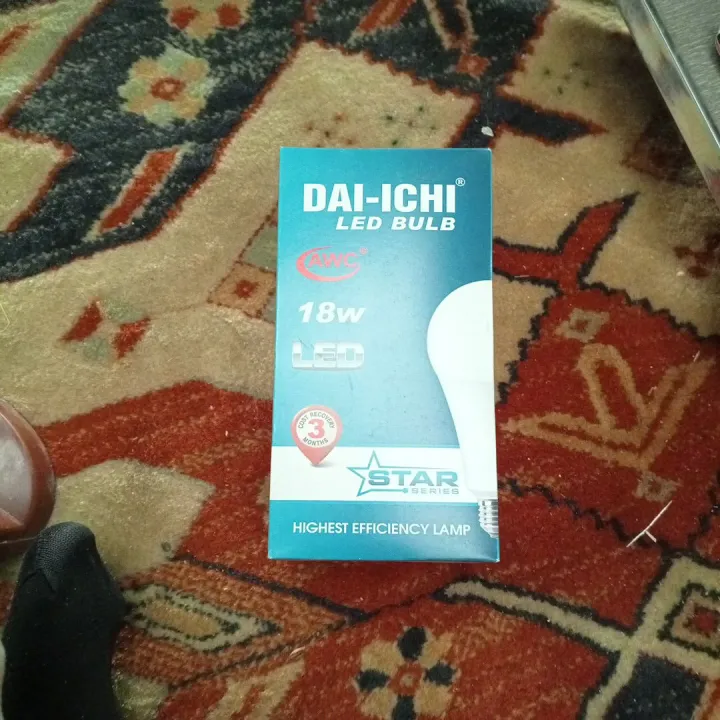 DAI-ICHI®
LED BULB
AWC®
18w
LED
COST RECOVERY
3
MONTHS
STAR
SERIES
HIGHEST EFFICIENCY LAMP